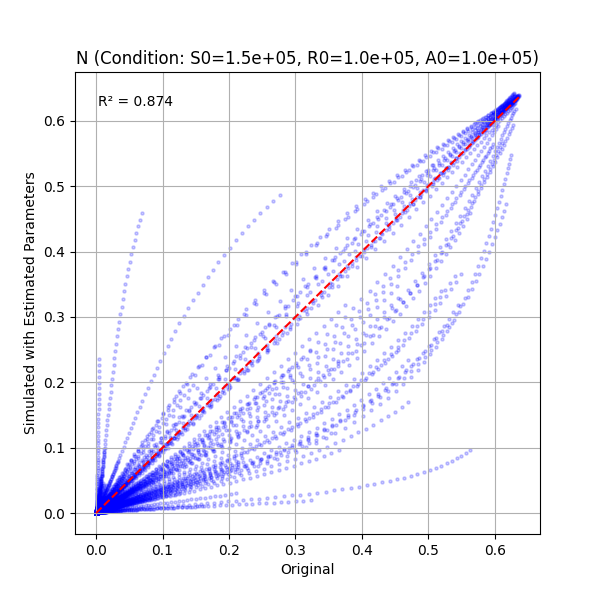 N (Condition: S0=1.5e+05, R0=1.0e+05, A0=1.0e+05)
R² = 0.874
Simulated with Estimated Parameters
0.6
0.5
0.4
0.3
0.2
0.1
0.0
0.0 0.1 0.2 0.3 0.4 0.5 0.6
Original